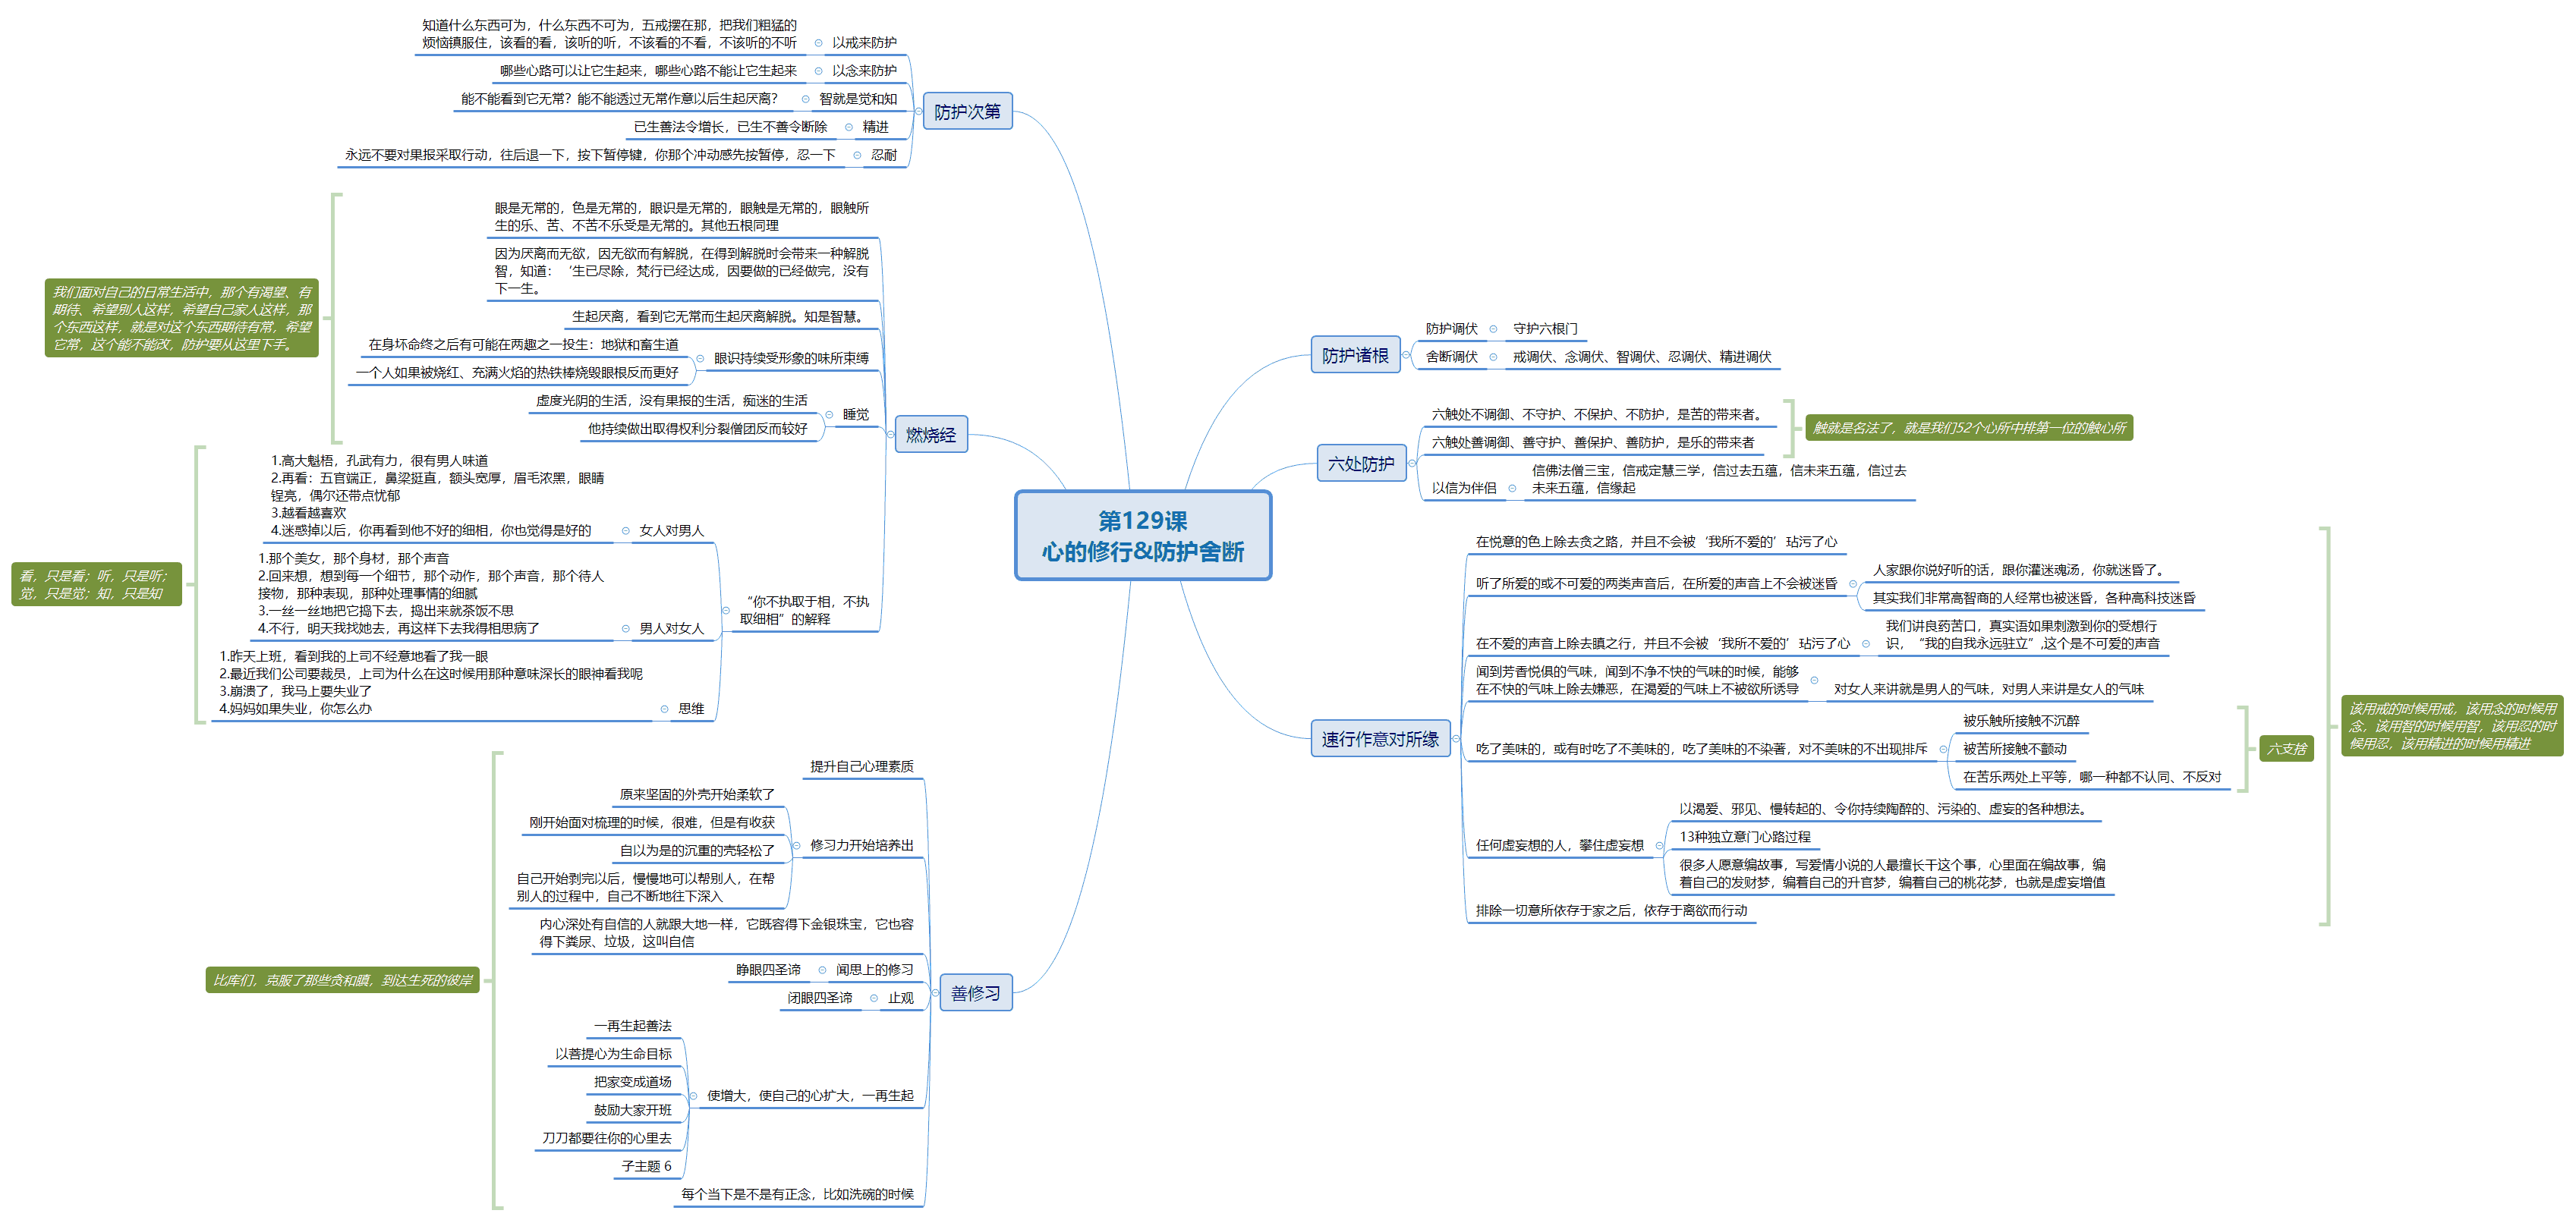 第129课
心的修行&防护舍断
防护诸根
防护调伏
守护六根门
舍断调伏
戒调伏、念调伏、智调伏、忍调伏、精进调伏
六处防护
六触处不调御、不守护、不保护、不防护，是苦的带来者。
六触处善调御、善守护、善保护、善防护，是乐的带来者
触就是名法了，就是我们52个心所中排第一位的触心所
以信为伴侣
信佛法僧三宝，信戒定慧三学，信过去五蕴，信未来五蕴，信过去
未来五蕴，信缘起
速行作意对所缘
在悦意的色上除去贪之路，并且不会被‘我所不爱的’玷污了心
听了所爱的或不可爱的两类声音后，在所爱的声音上不会被迷昏
人家跟你说好听的话，跟你灌迷魂汤，你就迷昏了。
其实我们非常高智商的人经常也被迷昏，各种高科技迷昏
在不爱的声音上除去瞋之行，并且不会被‘我所不爱的’玷污了心
我们讲良药苦口，真实语如果刺激到你的受想行
识，“我的自我永远驻立”,这个是不可爱的声音
闻到芳香悦俱的气味，闻到不净不快的气味的时候，能够
在不快的气味上除去嫌恶，在渴爱的气味上不被欲所诱导
对女人来讲就是男人的气味，对男人来讲是女人的气味
吃了美味的，或有时吃了不美味的，吃了美味的不染著，对不美味的不出现排斥
被乐触所接触不沉醉
被苦所接触不颤动
在苦乐两处上平等，哪一种都不认同、不反对
六支捨
任何虚妄想的人，攀住虚妄想
以渴爱、邪见、慢转起的、令你持续陶醉的、污染的、虚妄的各种想法。
13种独立意门心路过程
很多人愿意编故事，写爱情小说的人最擅长干这个事，心里面在编故事，编
着自己的发财梦，编着自己的升官梦，编着自己的桃花梦，也就是虚妄增值
排除一切意所依存于家之后，依存于离欲而行动
该用戒的时候用戒，该用念的时候用
念，该用智的时候用智，该用忍的时
候用忍，该用精进的时候用精进
防护次第
以戒来防护
知道什么东西可为，什么东西不可为，五戒摆在那，把我们粗猛的
烦恼镇服住，该看的看，该听的听，不该看的不看，不该听的不听
以念来防护
哪些心路可以让它生起来，哪些心路不能让它生起来
智就是觉和知
能不能看到它无常？能不能透过无常作意以后生起厌离？
精进
已生善法令增长，已生不善令断除
忍耐
永远不要对果报采取行动，往后退一下，按下暂停键，你那个冲动感先按暂停，忍一下
燃烧经
眼是无常的，色是无常的，眼识是无常的，眼触是无常的，眼触所
生的乐、苦、不苦不乐受是无常的。其他五根同理
因为厌离而无欲，因无欲而有解脱，在得到解脱时会带来一种解脱
智，知道：‘生已尽除，梵行已经达成，因要做的已经做完，没有
下一生。
生起厌离，看到它无常而生起厌离解脱。知是智慧。
眼识持续受形象的味所束缚
在身坏命终之后有可能在两趣之一投生：地狱和畜生道
一个人如果被烧红、充满火焰的热铁棒烧毁眼根反而更好
睡觉
虚度光阴的生活，没有果报的生活，痴迷的生活
他持续做出取得权利分裂僧团反而较好
我们面对自己的日常生活中，那个有渴望、有
期待、希望别人这样，希望自己家人这样，那
个东西这样，就是对这个东西期待有常，希望
它常，这个能不能改，防护要从这里下手。
“你不执取于相，不执
取细相”的解释
女人对男人
1.高大魁梧，孔武有力，很有男人味道
2.再看：五官端正，鼻梁挺直，额头宽厚，眉毛浓黑，眼睛
锃亮，偶尔还带点忧郁
3.越看越喜欢
4.迷惑掉以后，你再看到他不好的细相，你也觉得是好的
男人对女人
1.那个美女，那个身材，那个声音
2.回来想，想到每一个细节，那个动作，那个声音，那个待人
接物，那种表现，那种处理事情的细腻
3.一丝一丝地把它捣下去，捣出来就茶饭不思
4.不行，明天我找她去，再这样下去我得相思病了
思维
1.昨天上班，看到我的上司不经意地看了我一眼
2.最近我们公司要裁员，上司为什么在这时候用那种意味深长的眼神看我呢
3.崩溃了，我马上要失业了
4.妈妈如果失业，你怎么办
看，只是看；听，只是听；
觉，只是觉；知，只是知
善修习
提升自己心理素质
修习力开始培养出
原来坚固的外壳开始柔软了
刚开始面对梳理的时候，很难，但是有收获
自以为是的沉重的壳轻松了
自己开始剥完以后，慢慢地可以帮别人，在帮
别人的过程中，自己不断地往下深入
内心深处有自信的人就跟大地一样，它既容得下金银珠宝，它也容
得下粪尿、垃圾，这叫自信
闻思上的修习
睁眼四圣谛
止观
闭眼四圣谛
使增大，使自己的心扩大，一再生起
一再生起善法
以菩提心为生命目标
把家变成道场
鼓励大家开班
刀刀都要往你的心里去
子主题 6
每个当下是不是有正念，比如洗碗的时候
比库们，克服了那些贪和瞋，到达生死的彼岸